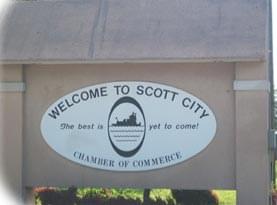 WELCOME TO SCOTT CITY
The best is yet to come!
CHAMBER OF COMMERCE